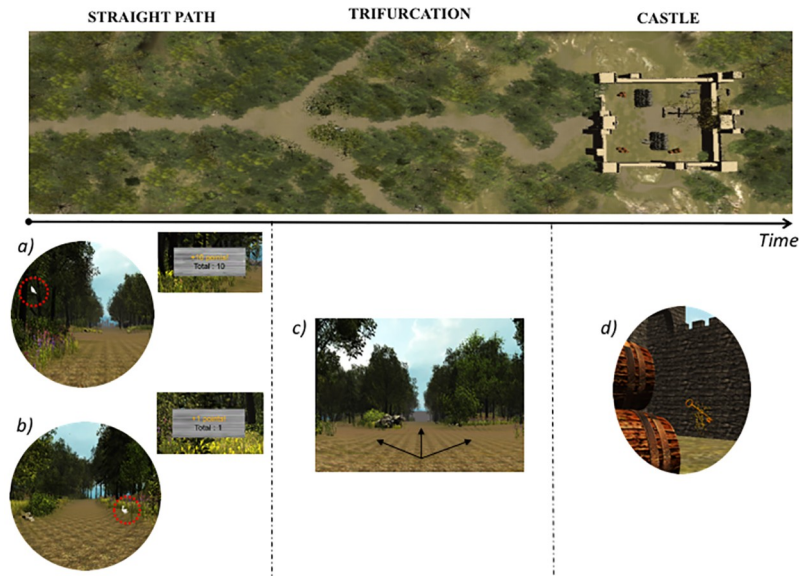 STRAIGHT PATH
TRIFURCATION
CASTLE
Time
a)
Total : 10
b)
Total : 1
c)
d)